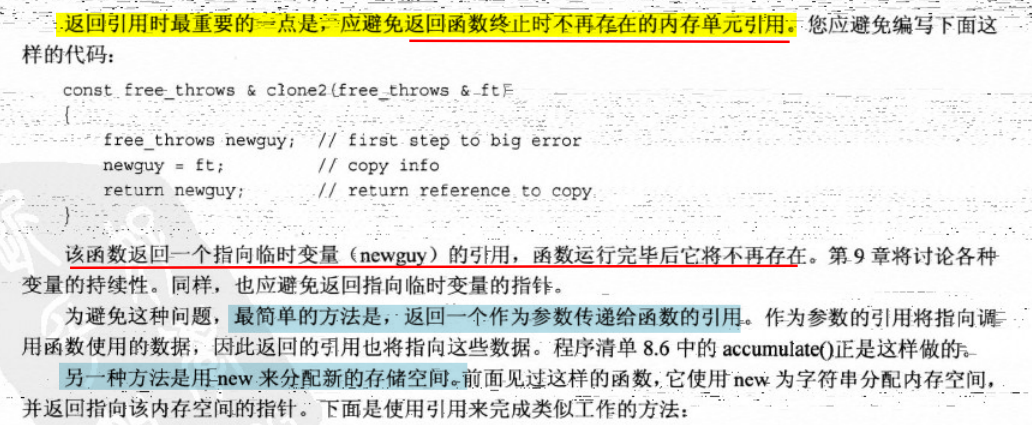 返回引用时最重要的一点是，应避免返回函数终止时不再存在的内存单元引用。您应避免编写下面这
样的代码：
const free_throws & clone2(free_throws & ft)
{
free_throws newguy; // first step to big error
newguy = ft; // copy info
return newguy; // return reference to copy
}
该函数返回一个指向临时变量（newguy）的引用，函数运行完毕后它将不再存在。第 9 章将讨论各种
变量的持续性。同样，也应避免返回指向临时变量的指针。
为避免这种问题，最简单的方法是，返回一个作为参数传递给函数的引用。作为参数的引用将指向调
用函数使用的数据，因此返回的引用也将指向这些数据。程序清单 8.6 中的 accumulate()正是这样做的。
另一种方法是用 new 来分配新的存储空间。前面见过这样的函数，它使用 new 为字符串分配内存空间，
并返回指向该内存空间的指针。下面是使用引用来完成类似工作的方法：